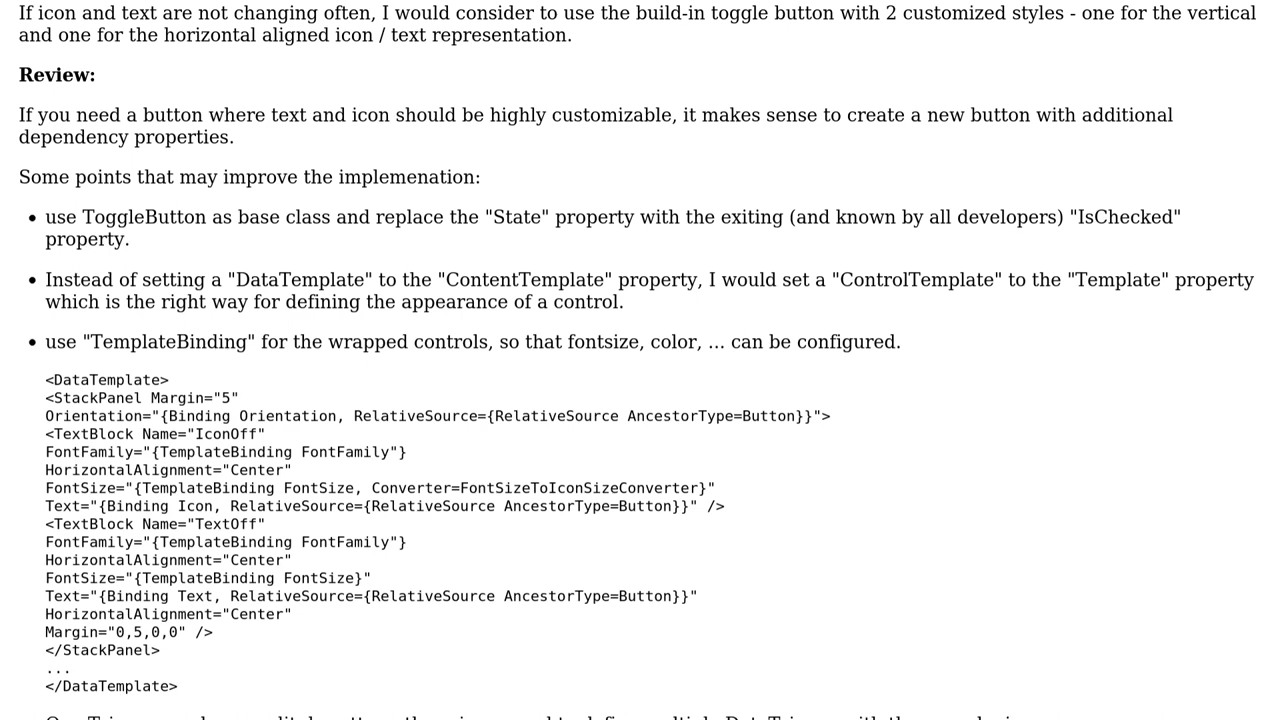 If icon and text are not changing often, I would consider to use the build-in toggle button with 2 customized styles - one for the vertical
and one for the horizontal aligned icon / text representation.
Review:
If you need a button where text and icon should be highly customizable, it makes sense to create a new button with additional
dependency properties.
Some points that may improve the implemenation:
• use ToggleButton as base class and replace the "State" property with the exiting (and known by all developers) "IsChecked"
property.
• Instead of setting a "DataTemplate" to the "ContentTemplate" property, I would set a "ControlTemplate" to the "Template" property
which is the right way for defining the appearance of a control.
• use "TemplateBinding" for the wrapped controls, so that fontsize, color, ... can be configured.
<DataTemplate>
<StackPanel Margin="5"
Orientation="{Binding Orientation, RelativeSource={RelativeSource AncestorType=Button}}">
<TextBlock Name="IconOff"
FontFamily="{TemplateBinding FontFamily"}
HorizontalAlignment="Center"
FontSize="{TemplateBinding FontSize, Converter=FontSizeToIconSizeConverter}"
Text="{Binding Icon, RelativeSource={RelativeSource AncestorType=Button}}" />
<TextBlock Name="TextOff"
FontFamily="{TemplateBinding FontFamily"}
HorizontalAlignment="Center"
FontSize="{TemplateBinding FontSize}"
Text="{Binding Text, RelativeSource={RelativeSource AncestorType=Button}}"
HorizontalAlignment="Center"
Margin="0,5,0,0" />
</StackPanel>
...
</DataTemplate>